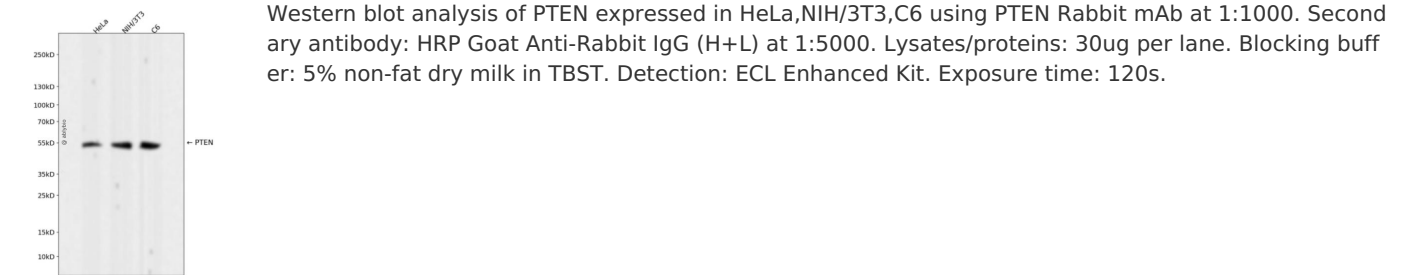 Western blot analysis of PTEN expressed in HeLa,NIH/3T3,C6 using PTEN Rabbit mAb at 1:1000. Second
ary antibody: HRP Goat Anti-Rabbit IgG (H+L) at 1:5000. Lysates/proteins: 30ug per lane. Blocking buff
er: 5% non-fat dry milk in TBST. Detection: ECL Enhanced Kit. Exposure time: 120s.
HeLa NIH/3T3 C6
250kD
130kD
100kD
70kD
55kD
← PTEN
35kD
25kD
15kD
10kD